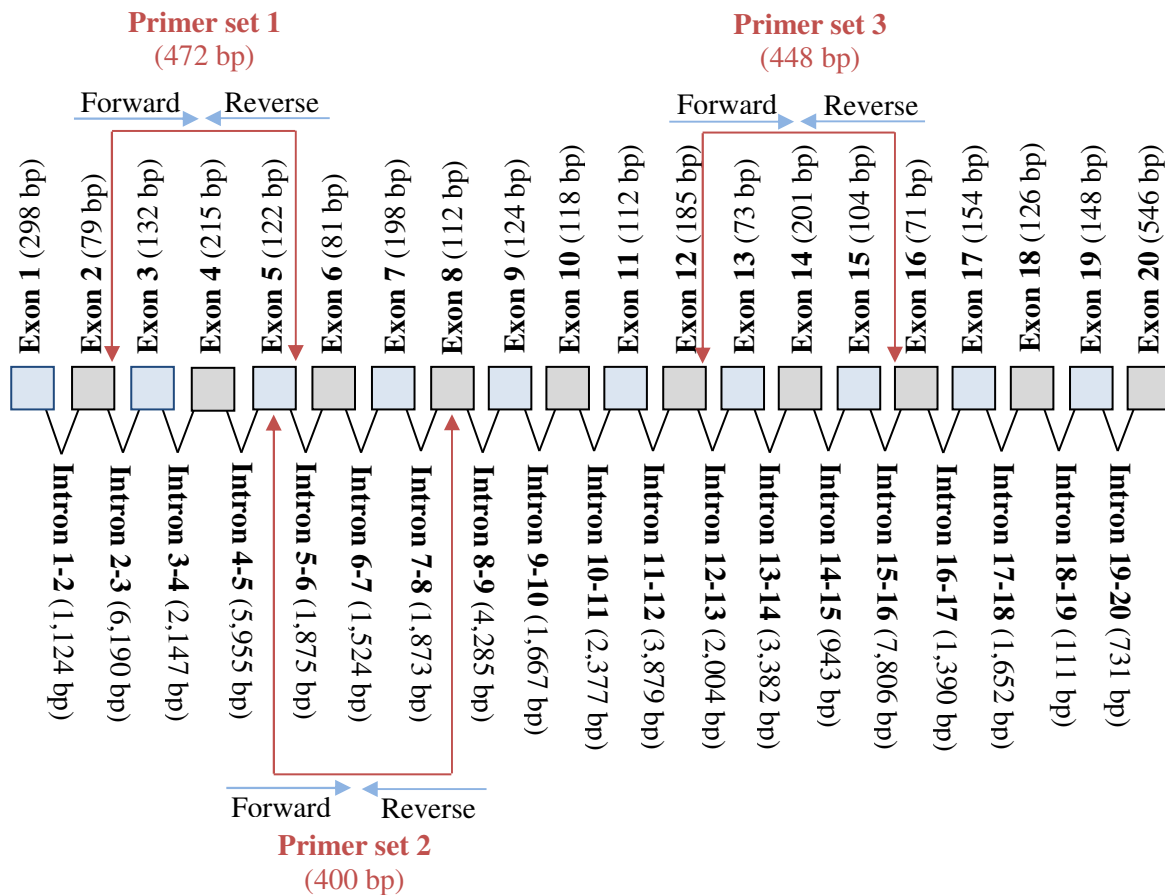 Primer set 1
(472 bp)
Forward
Reverse
Primer set 3
(448 bp)
Forward
Reverse
Exon 1 (298 bp)
Exon 2 (79 bp)
Exon 3 (132 bp)
Exon 4 (215 bp)
Exon 5 (122 bp)
Exon 6 (81 bp)
Exon 7 (198 bp)
Exon 8 (112 bp)
Exon 9 (124 bp)
Exon 10 (118 bp)
Exon 11 (112 bp)
Exon 12 (185 bp)
Exon 13 (73 bp)
Exon 14 (201 bp)
Exon 15 (104 bp)
Exon 16 (71 bp)
Exon 17 (154 bp)
Exon 18 (126 bp)
Exon 19 (148 bp)
Exon 20 (546 bp)
Intron 1-2 (1,124 bp)
Intron 2-3 (6,190 bp)
Intron 3-4 (2,147 bp)
Intron 4-5 (5,955 bp)
Intron 5-6 (1,875 bp)
Intron 6-7 (1,524 bp)
Intron 7-8 (1,873 bp)
Intron 8-9 (4,285 bp)
Intron 9-10 (1,667 bp)
Intron 10-11 (2,377 bp)
Intron 11-12 (3,879 bp)
Intron 12-13 (2,004 bp)
Intron 13-14 (3,382 bp)
Intron 14-15 (943 bp)
Intron 15-16 (7,806 bp)
Intron 16-17 (1,390 bp)
Intron 17-18 (1,652 bp)
Intron 18-19 (111 bp)
Intron 19-20 (731 bp)
Forward
Reverse
Primer set 2
(400 bp)